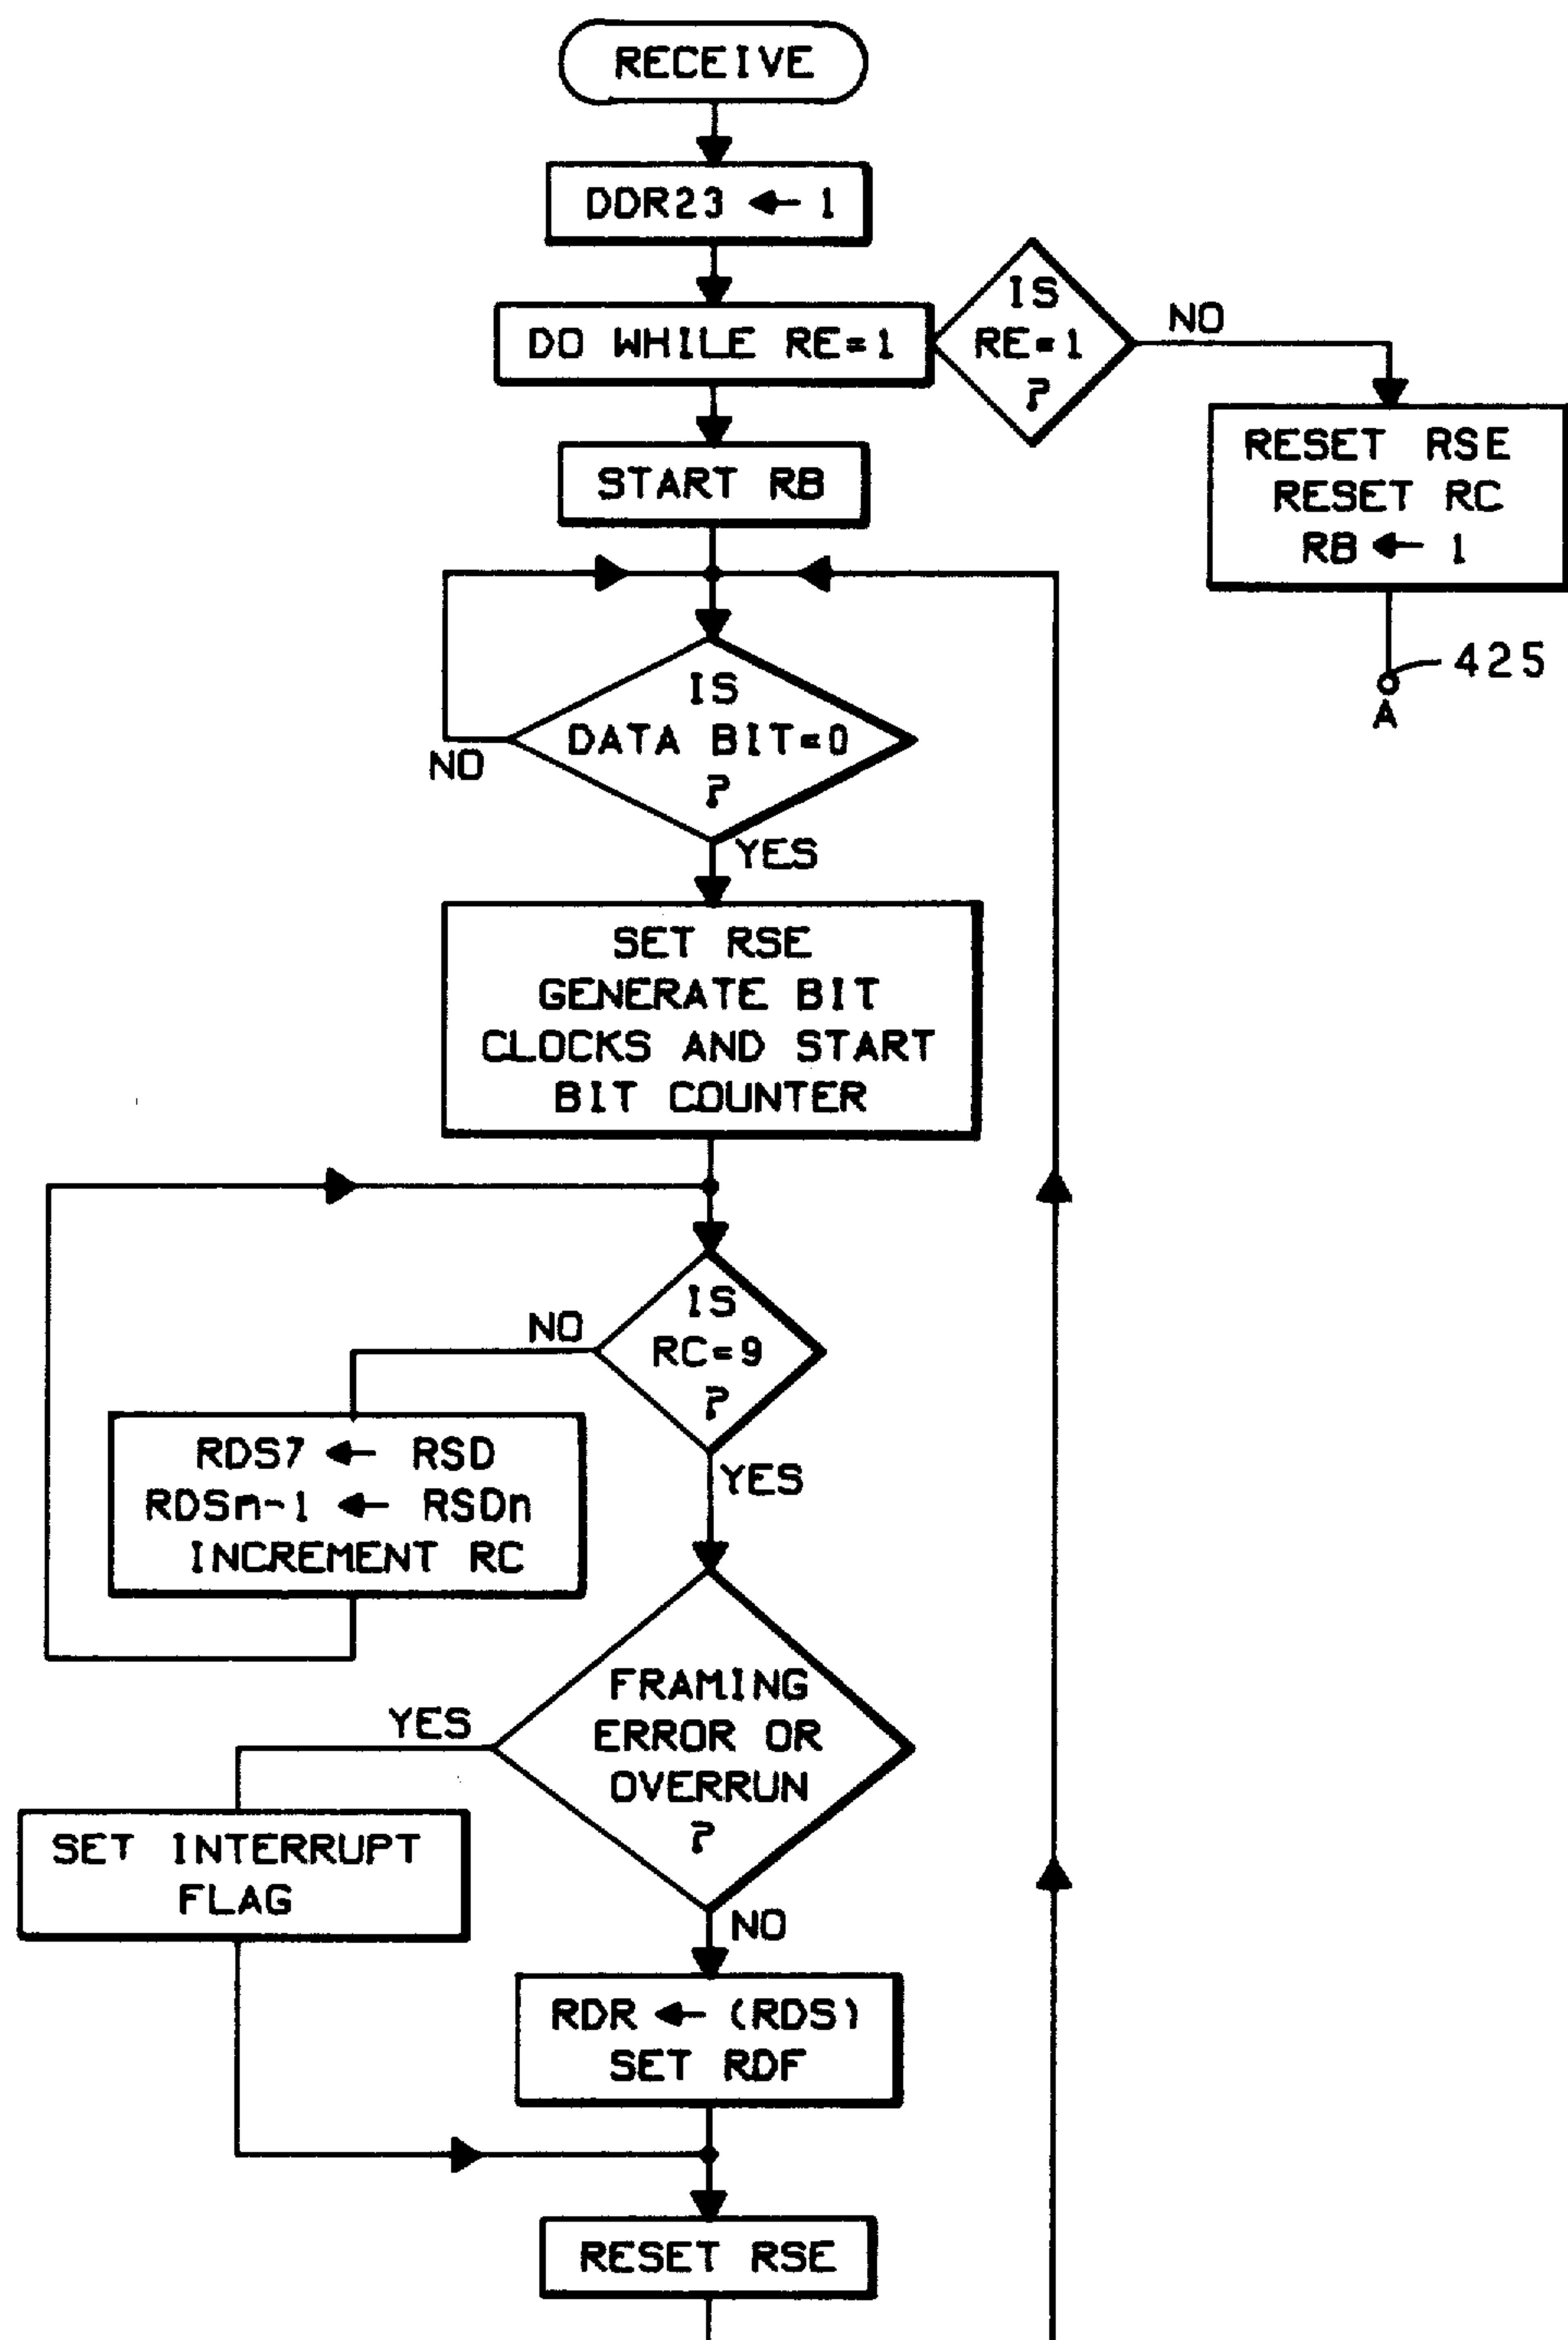 RECEIVE
DDR23 ← 1
DO WHILE RE=1
IS
RE=1
?
NO
START RB
RESET RSE
RESET RC
RB ← 1
425
A
IS
DATA BIT=0
?
NO
YES
SET RSE
GENERATE BIT
CLOCKS AND START
BIT COUNTER
IS
RC=9
?
NO
YES
RDS7 ← RSD
RDSn-1 ← RSDn
INCREMENT RC
FRAMING
ERROR OR
OVERRUN
?
YES
SET INTERRUPT
FLAG
NO
RDR ← (RDS)
SET RDF
RESET RSE